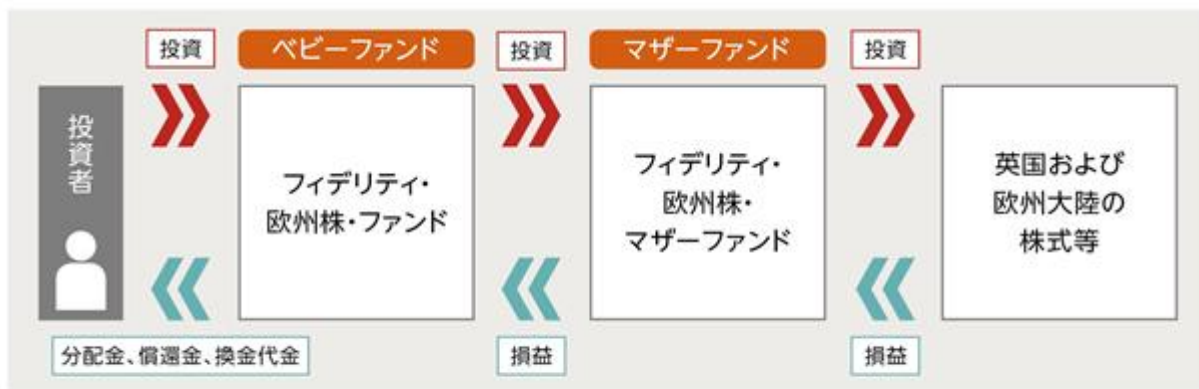 投資
ベビーファンド
投資
マザーファンド
投資
投資者
フィデリティ・
欧州株・ファンド
フィデリティ・
欧州株・
マザーファンド
英国および
欧州大陸の
株式等
分配金、償還金、換金代金
損益
損益